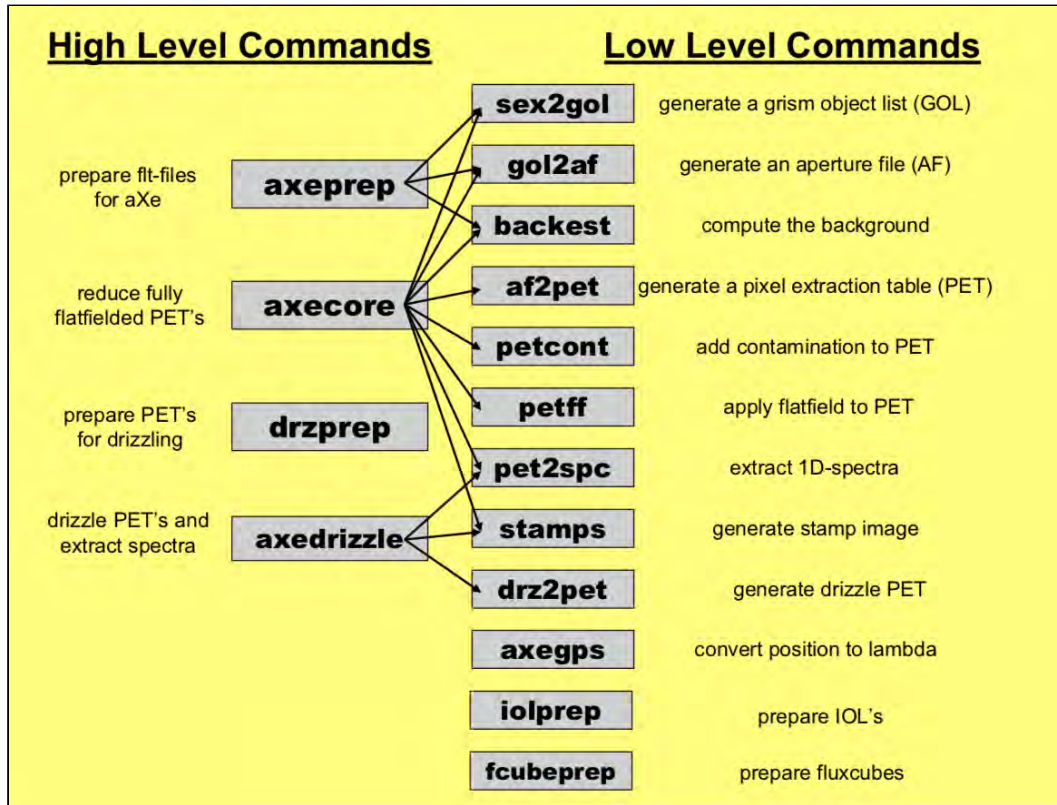 High Level Commands
Low Level Commands
sex2gol
generate a grism object list (GOL)
prepare flt-files
for aXe
axeprep
gol2af
generate an aperture file (AF)
backest
compute the background
reduce fully
flatfielded PET's
axecore
af2pet
generate a pixel extraction table (PET)
petcont
add contamination to PET
prepare PET's
for drizzling
drzprep
petff
apply flatfield to PET
pet2spc
extract 1D-spectra
drizzle PET's and
extract spectra
axedrizzle
stamps
generate stamp image
drz2pet
generate drizzle PET
axegps
convert position to lambda
iolprep
prepare IOL's
fcubeprep
prepare fluxcubes